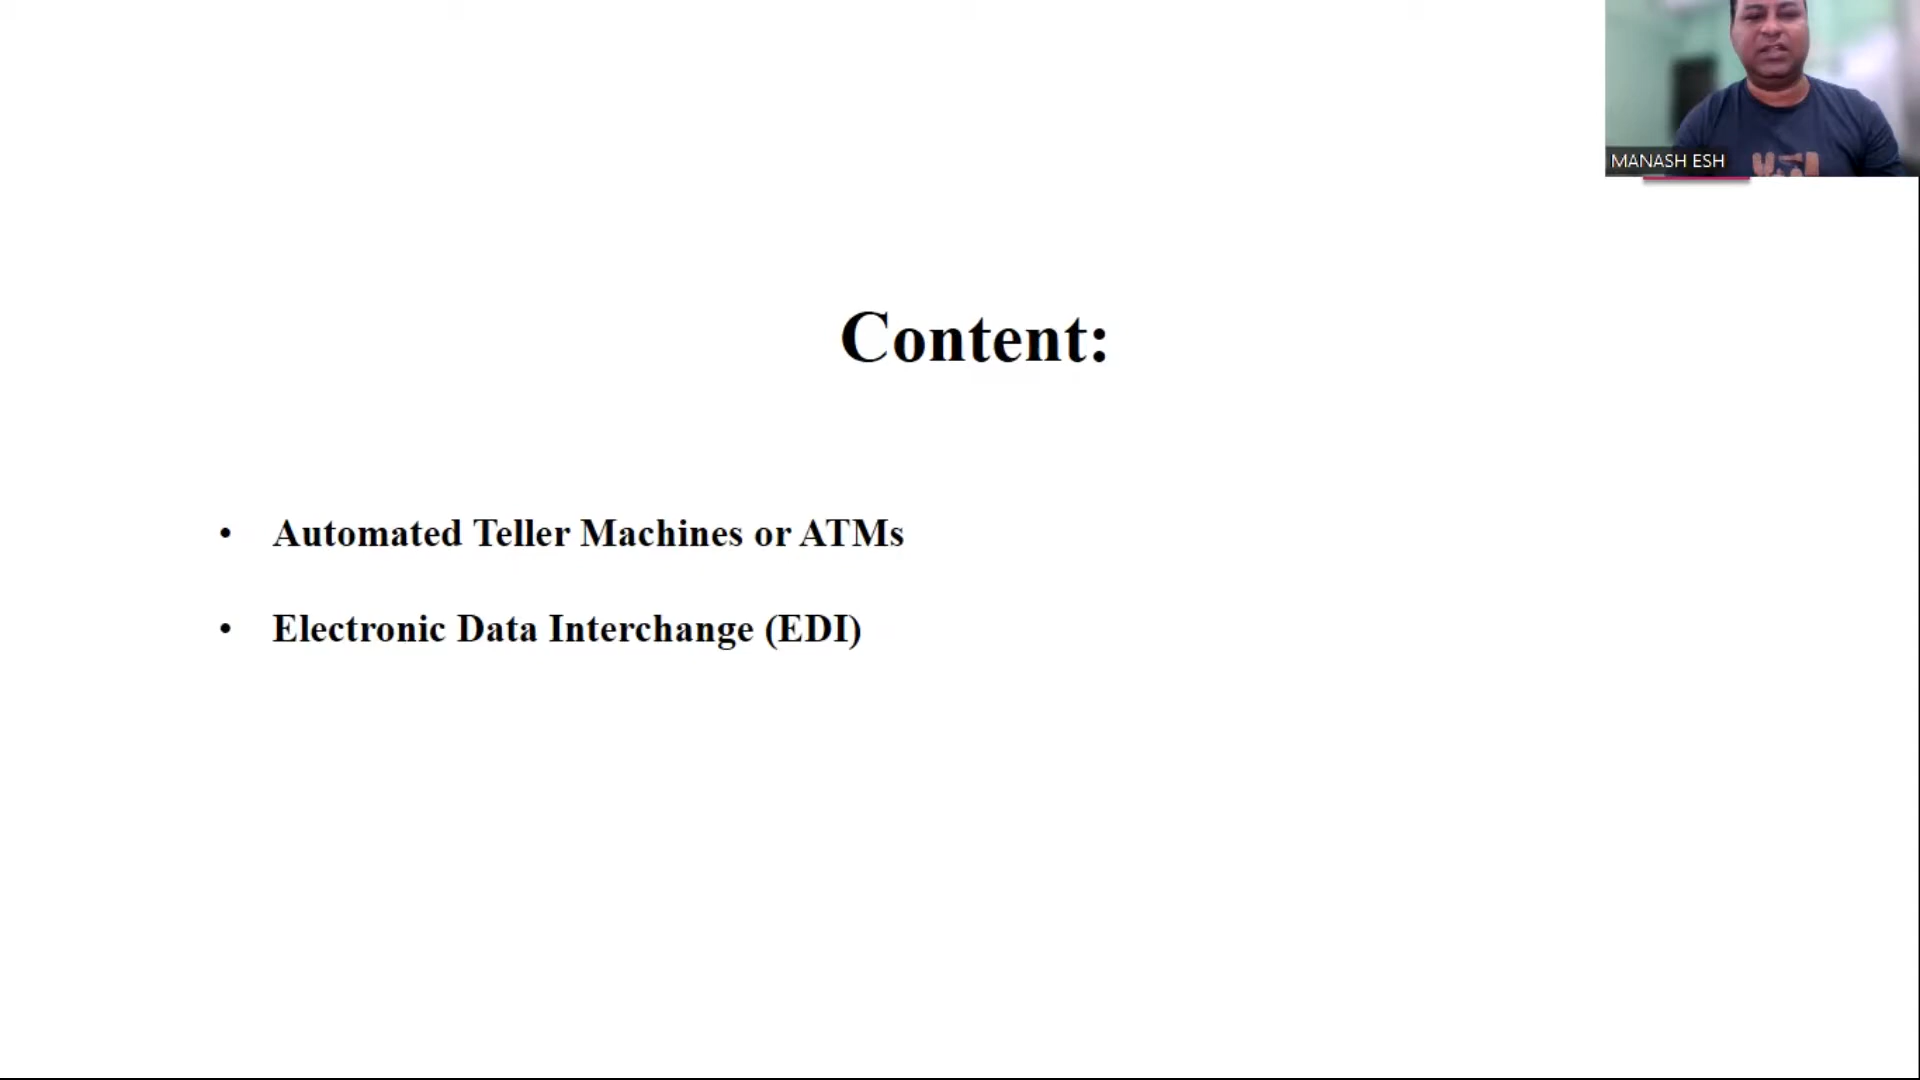 MANASH ESH
Content:
• Automated Teller Machines or ATMs
• Electronic Data Interchange (EDI)